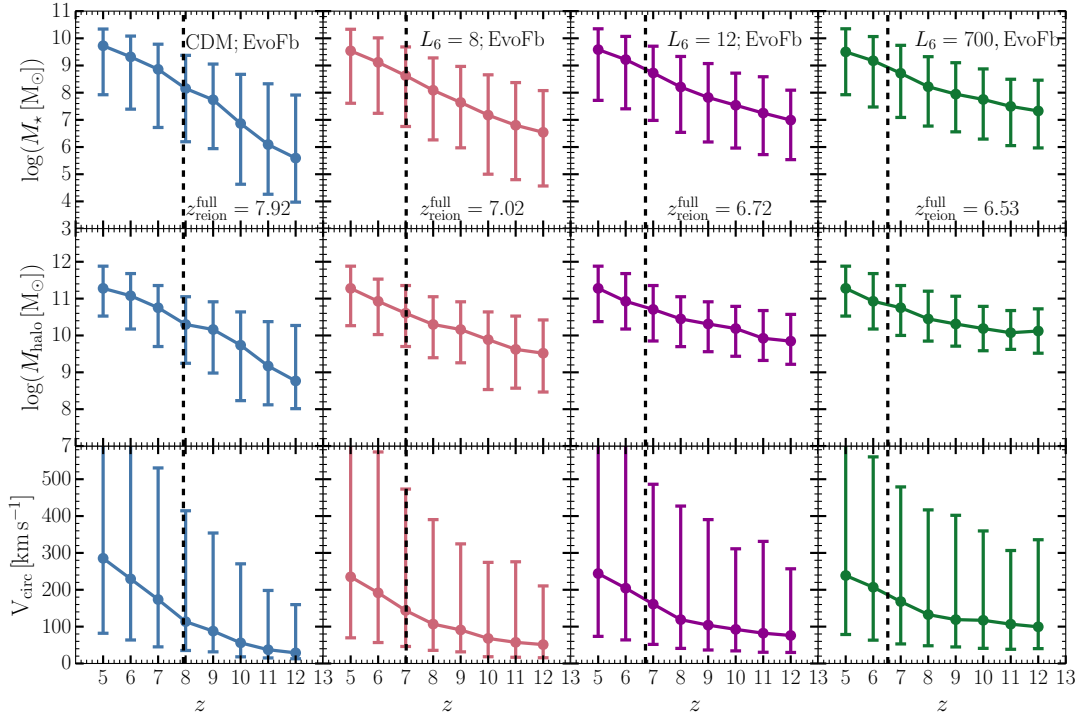 11
10
9
8
7
6
5
4
3
log(M⋆ [M⊙])
CDM; EvoFb
z_reion^full = 7.92
L6 = 8; EvoFb
z_reion^full = 7.02
L6 = 12; EvoFb
z_reion^full = 6.72
L6 = 700, EvoFb
z_reion^full = 6.53
12
11
10
9
8
7
log(Mhalo [M⊙])
500
400
300
200
100
0
Vcirc [km s⁻¹]
4 5 6 7 8 9 10 11 12 13 5 6 7 8 9 10 11 12 13 5 6 7 8 9 10 11 12 13 5 6 7 8 9 10 11 12 13
z z z z